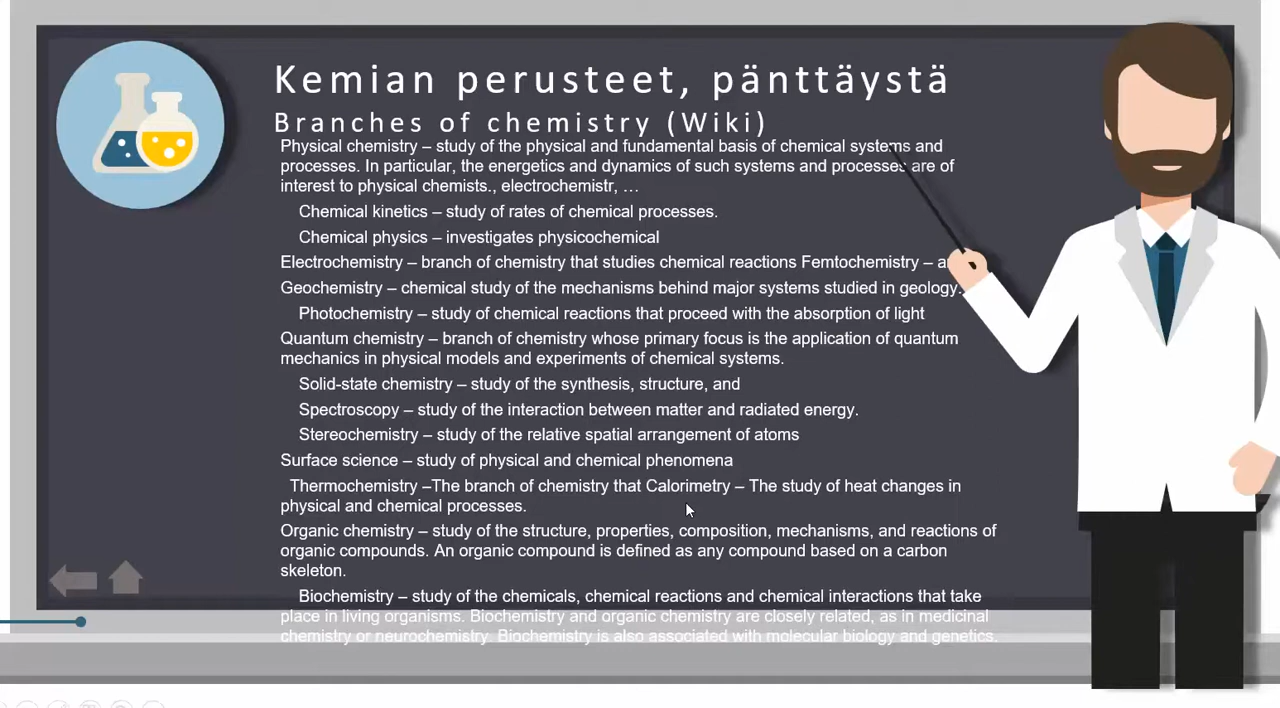 Kemian perusteet, pänttäystä
Branches of chemistry (Wiki)
Physical chemistry – study of the physical and fundamental basis of chemical systems and
processes. In particular, the energetics and dynamics of such systems and processes are of
interest to physical chemists., electrochemistr, …
Chemical kinetics – study of rates of chemical processes.
Chemical physics – investigates physicochemical
Electrochemistry – branch of chemistry that studies chemical reactions Femtochemistry –
Geochemistry – chemical study of the mechanisms behind major systems studied in geology.
Photochemistry – study of chemical reactions that proceed with the absorption of light
Quantum chemistry – branch of chemistry whose primary focus is the application of quantum
mechanics in physical models and experiments of chemical systems.
Solid-state chemistry – study of the synthesis, structure, and
Spectroscopy – study of the interaction between matter and radiated energy.
Stereochemistry – study of the relative spatial arrangement of atoms
Surface science – study of physical and chemical phenomena
Thermochemistry –The branch of chemistry that Calorimetry – The study of heat changes in
physical and chemical processes.
Organic chemistry – study of the structure, properties, composition, mechanisms, and reactions of
organic compounds. An organic compound is defined as any compound based on a carbon
skeleton.
Biochemistry – study of the chemicals, chemical reactions and chemical interactions that take
place in living organisms. Biochemistry and organic chemistry are closely related, as in medicinal
chemistry or neurochemistry. Biochemistry is also associated with molecular biology and genetics.